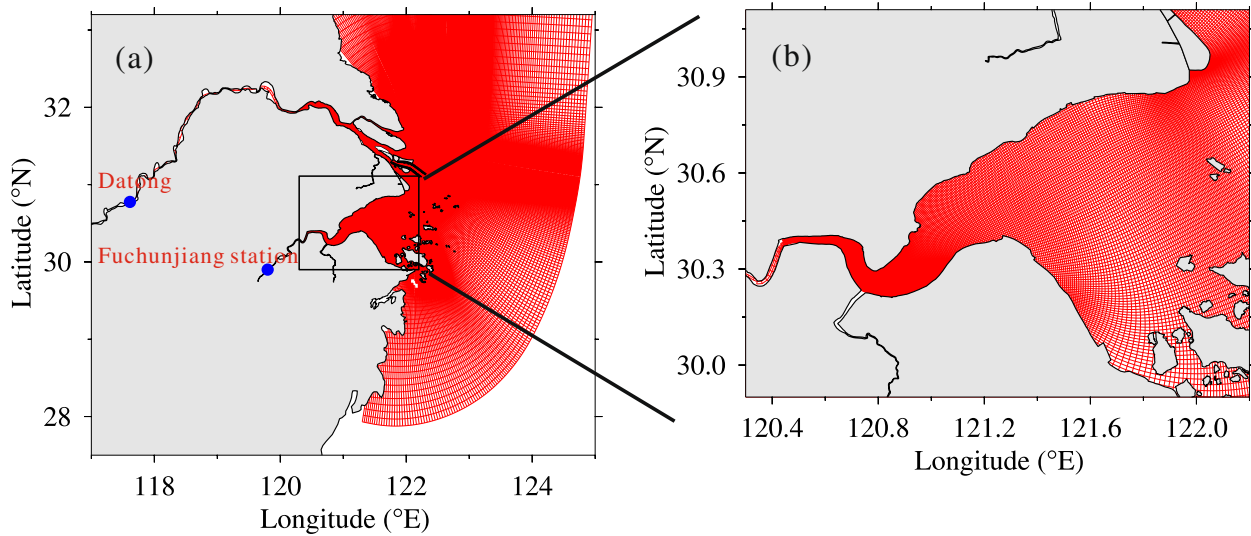 (a)
32
30
28
Latitude (°N)
Datong
Fuchunjiang station
118
120
122
124
Longitude (°E)
(b)
30.9
30.6
30.3
30.0
Latitude (°N)
120.4
120.8
121.2
121.6
122.0
Longitude (°E)